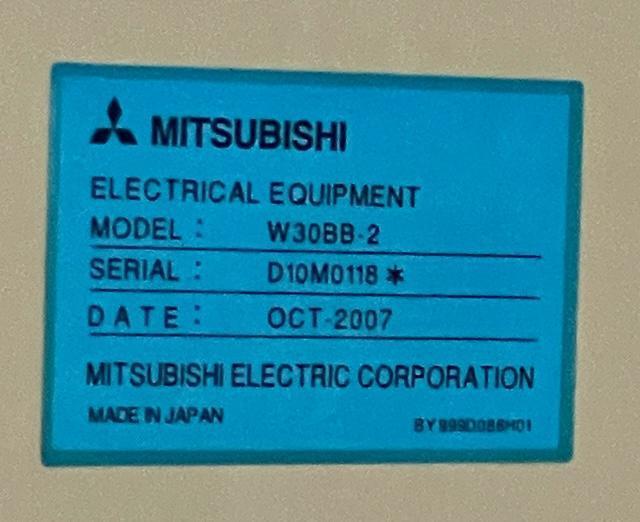 MITSUBISHI
ELECTRICAL EQUIPMENT
MODEL : W30BB-2
SERIAL : D10M0118*
DATE : OCT-2007
MITSUBISHI ELECTRIC CORPORATION
MADE IN JAPAN